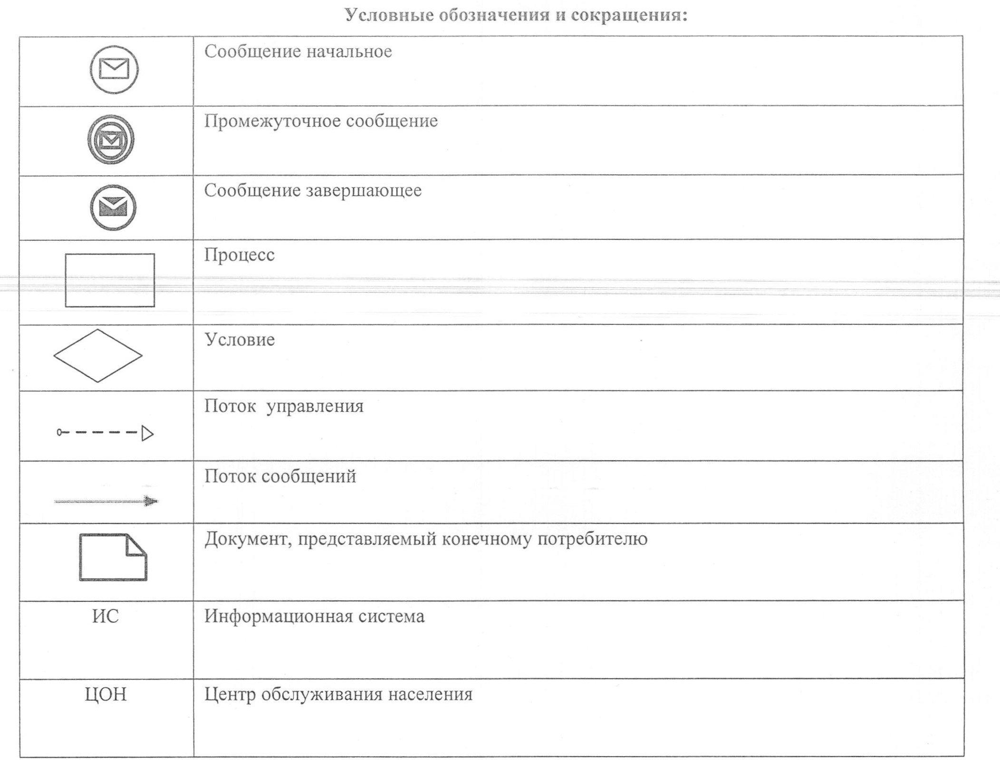 Условные обозначения и сокращения:
Сообщение начальное
Промежуточное сообщение
Сообщение завершающее
Процесс
Условие
Поток управления
Поток сообщений
Документ, представляемый конечному потребителю
ИС Информационная система
ЦОН Центр обслуживания населения